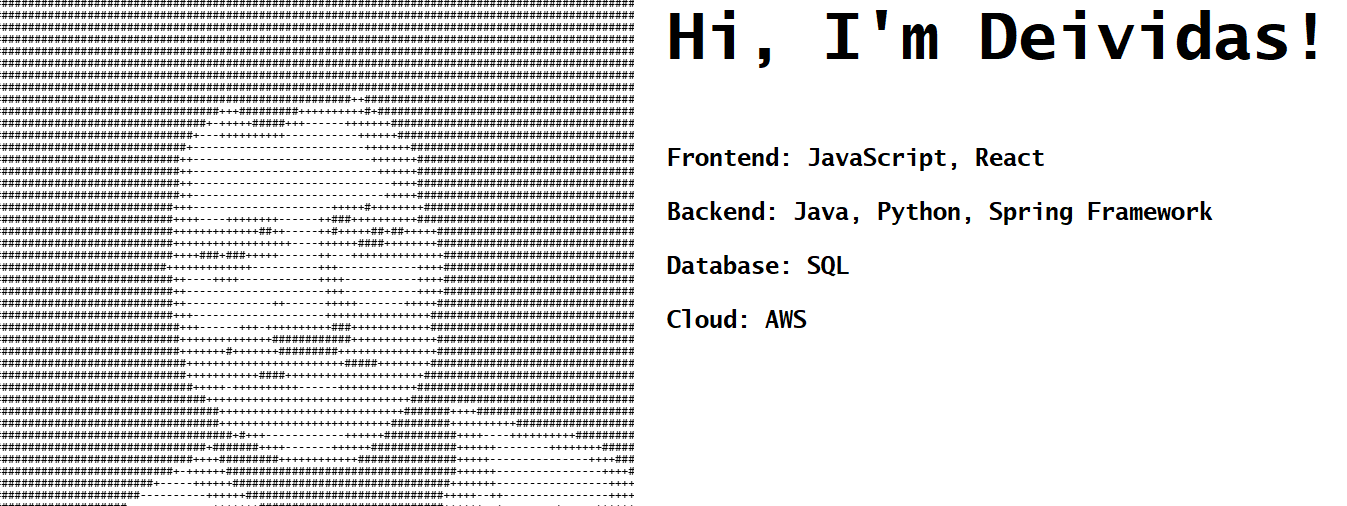 Hi, I'm Deividas!
Frontend: JavaScript, React
Backend: Java, Python, Spring Framework
Database: SQL
Cloud: AWS